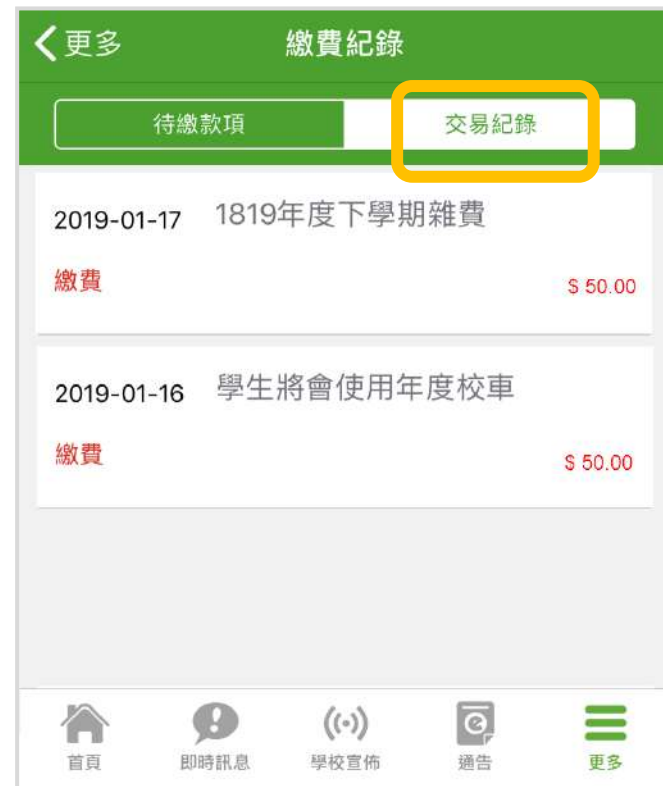 更多 繳費紀錄
待繳款項 交易紀錄
2019-01-17 1819年度下學期雜費
繳費 $ 50.00
2019-01-16 學生將會使用年度校車
繳費 $ 50.00
首頁 即時訊息 學校宣佈 通告 更多